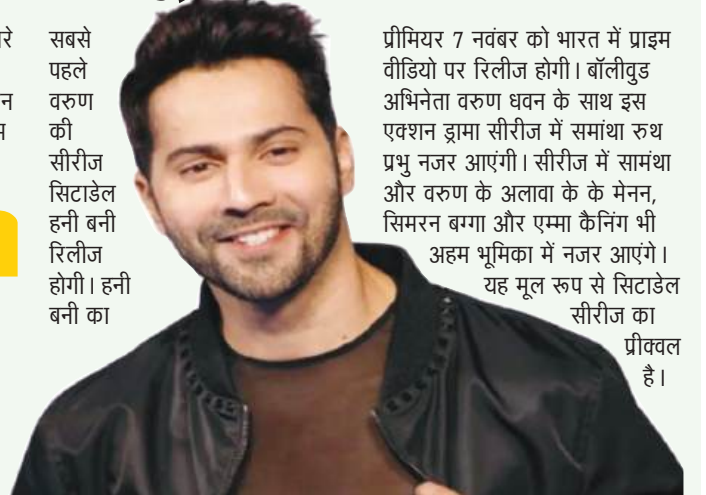 सबसे
पहले
वरुण
की
सीरीज
सिटाडेल
हनी बनी
रिलीज
होगी। हनी
बनी का
प्रीमियर 7 नवंबर को भारत में प्राइम
वीडियो पर रिलीज होगी। बॉलीवुड
अभिनेता वरुण धवन के साथ इस
एक्शन ड्रामा सीरीज में समांथा रुथ
प्रभु नजर आएंगी। सीरीज में सामंथा
और वरुण के अलावा के के मेनन,
सिमरन बग्गा और एम्मा कैनिंग भी
अहम भूमिका में नजर आएंगे।
यह मूल रूप से सिटाडेल
सीरीज का
प्रीक्वल
है।